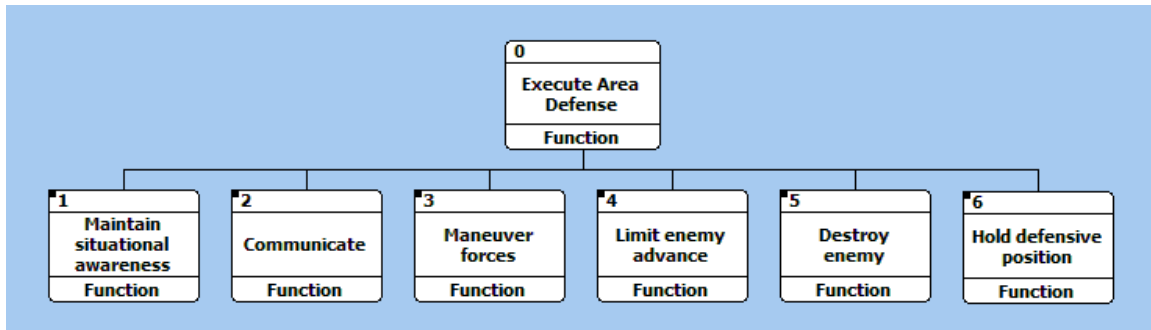 0
Execute Area
Defense
Function
1
Maintain
situational
awareness
Function
2
Communicate
Function
3
Maneuver
forces
Function
4
Limit enemy
advance
Function
5
Destroy
enemy
Function
6
Hold defensive
position
Function